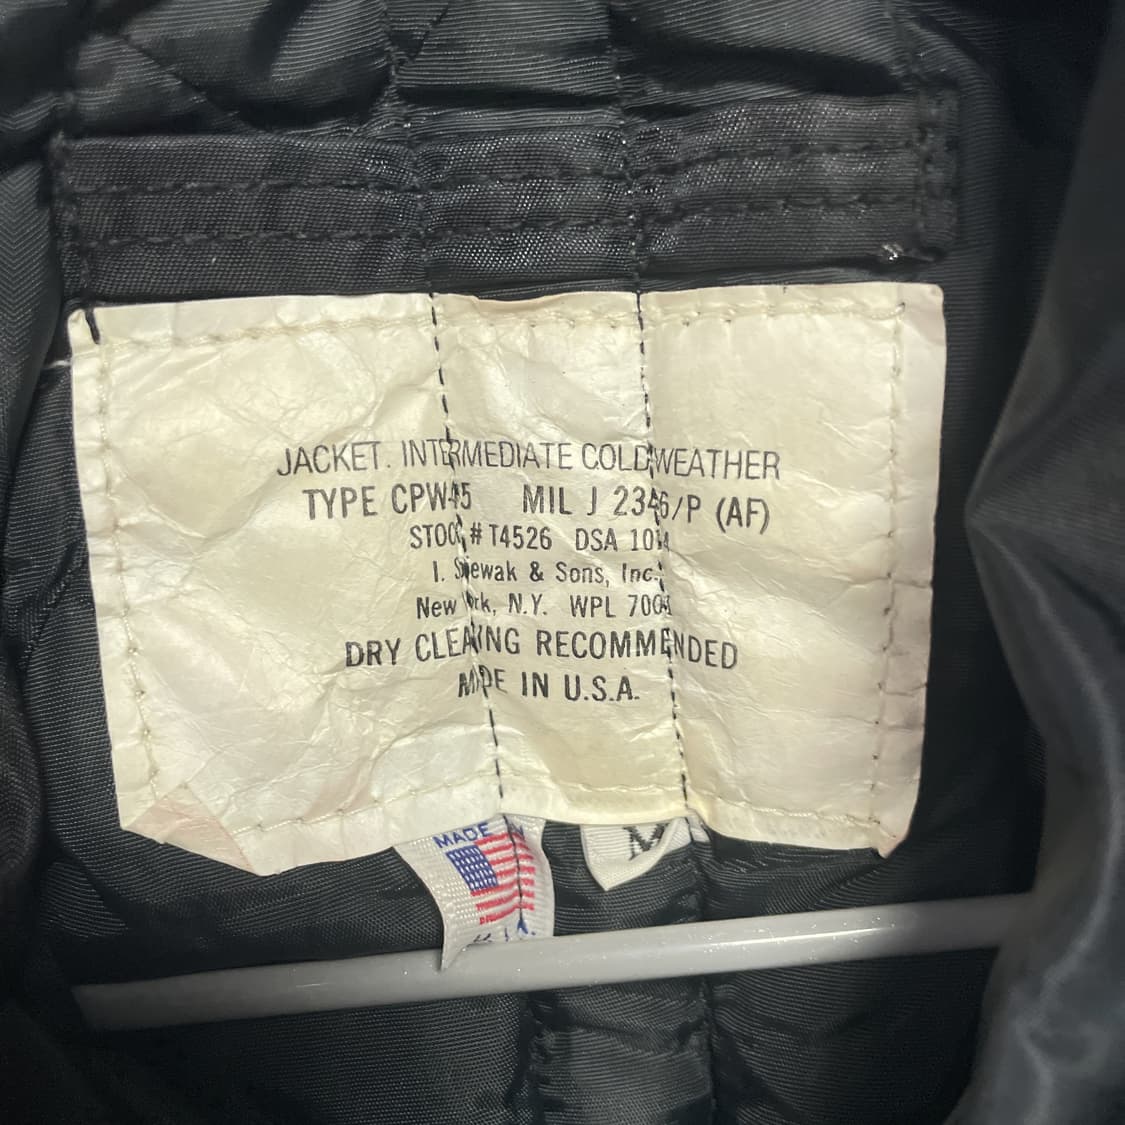 JACKET. INTERMEDIATE COLD WEATHER
TYPE CPW45 MIL J 2346/P (AF)
STOCK # T4526 DSA 1014
I. Spiewak & Sons, Inc.
New York, N.Y. WPL
DRY CLEANING RECOMMENDED
MADE IN U.S.A.
MADE IN
M